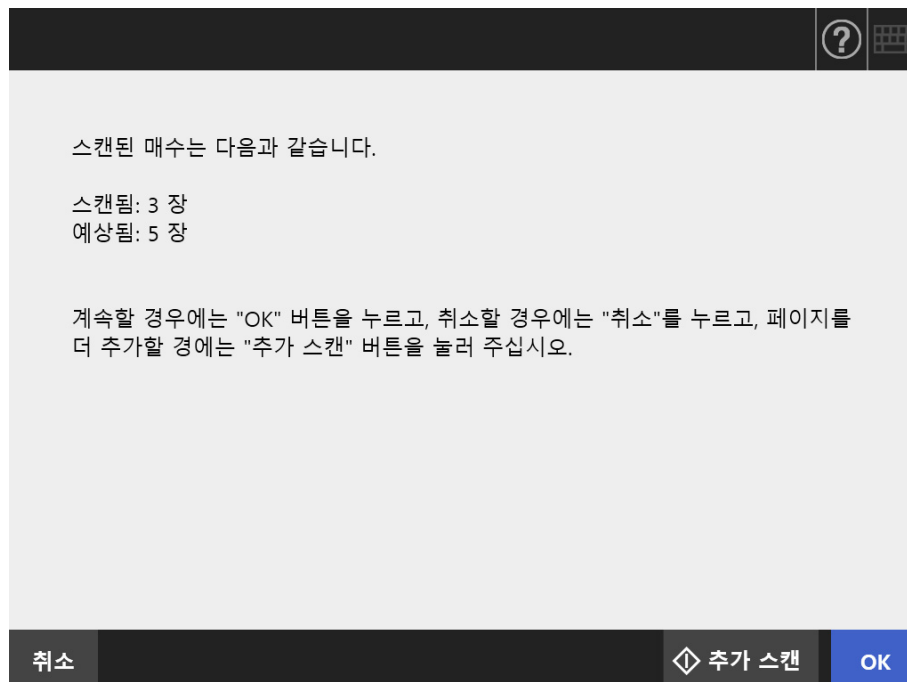 스캔된 매수는 다음과 같습니다.
스캔됨: 3 장
예상됨: 5 장
계속할 경우에는 "OK" 버튼을 누르고, 취소할 경우에는 "취소"를 누르고, 페이지를
더 추가할 경에는 "추가 스캔" 버튼을 눌러 주십시오.
취소
추가 스캔
OK